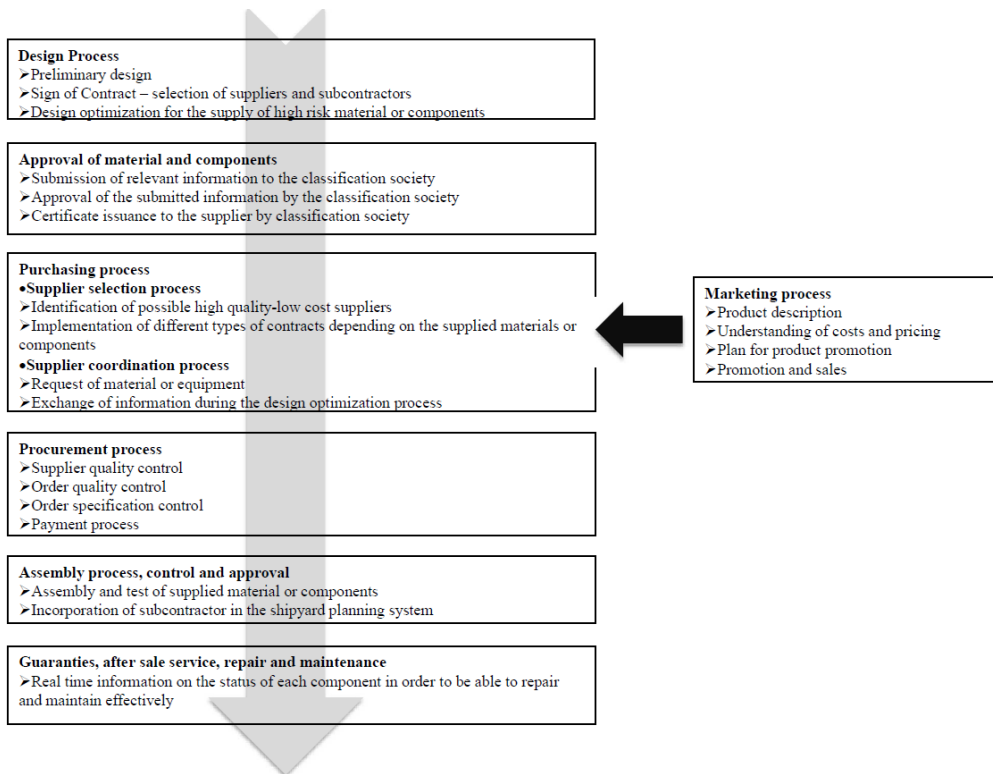 Design Process
➢Preliminary design
➢Sign of Contract – selection of suppliers and subcontractors
➢Design optimization for the supply of high risk material or components
Approval of material and components
➢Submission of relevant information to the classification society
➢Approval of the submitted information by the classification society
➢Certificate issuance to the supplier by classification society
Purchasing process
•Supplier selection process
➢Identification of possible high quality-low cost suppliers
➢Implementation of different types of contracts depending on the supplied materials or
components
•Supplier coordination process
➢Request of material or equipment
➢Exchange of information during the design optimization process
Marketing process
➢Product description
➢Understanding of costs and pricing
➢Plan for product promotion
➢Promotion and sales
Procurement process
➢Supplier quality control
➢Order quality control
➢Order specification control
➢Payment process
Assembly process, control and approval
➢Assembly and test of supplied material or components
➢Incorporation of subcontractor in the shipyard planning system
Guaranties, after sale service, repair and maintenance
➢Real time information on the status of each component in order to be able to repair
and maintain effectively